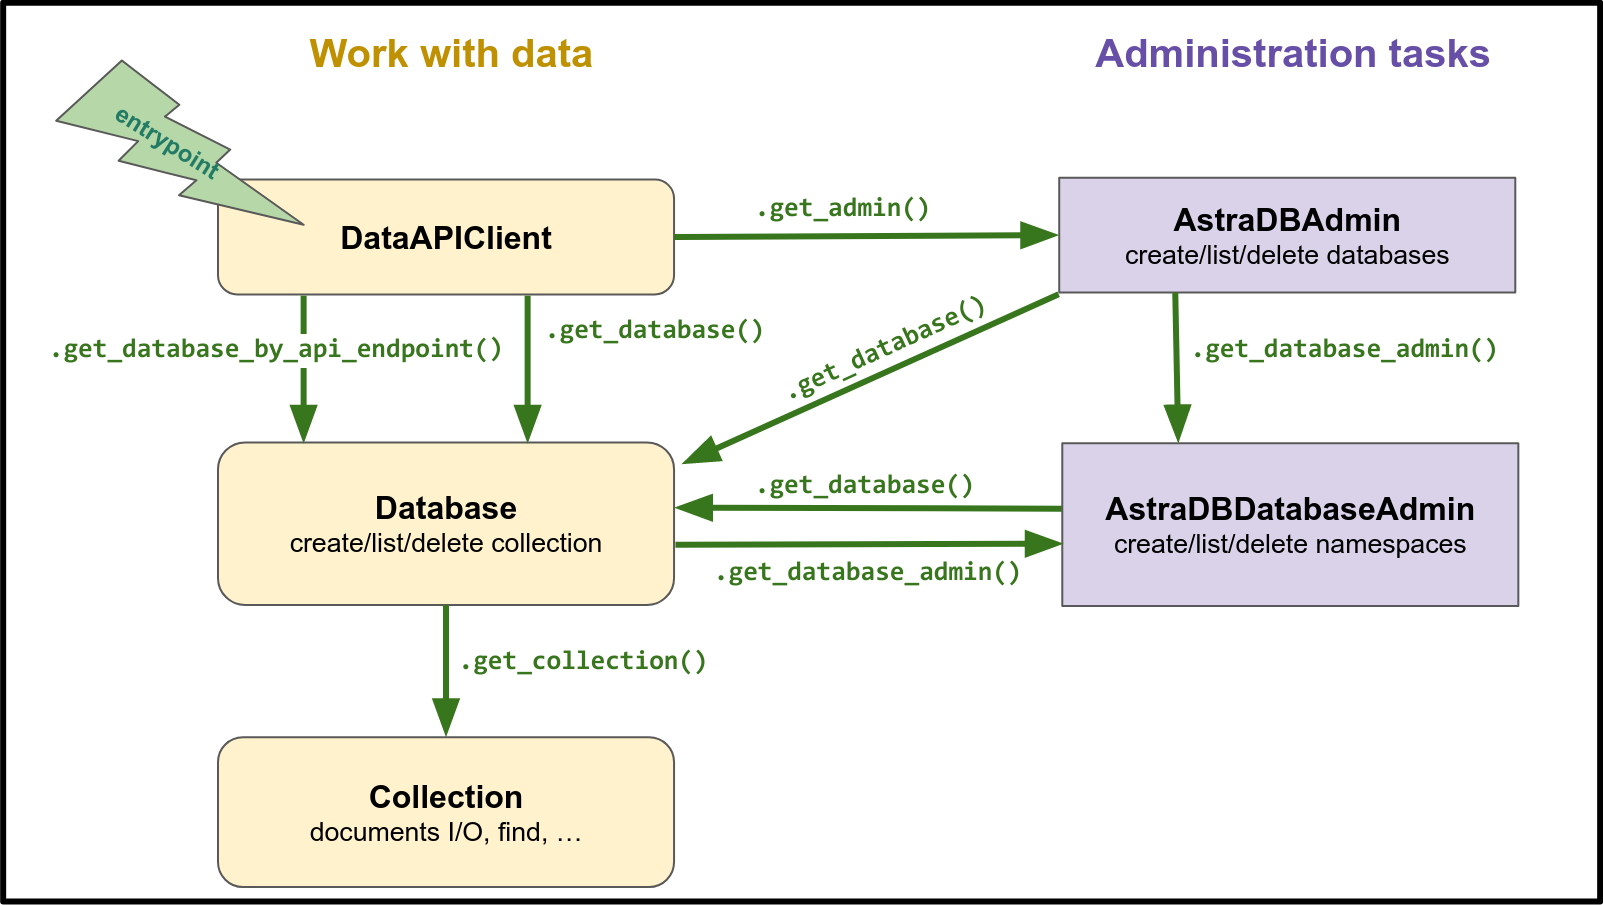 Work with data
Administration tasks
entrypoint
DataAPIClient
.get_admin()
AstraDBAdmin
create/list/delete databases
.get_database_by_api_endpoint()
.get_database()
.get_database()
.get_database_admin()
Database
create/list/delete collection
.get_database()
.get_database_admin()
AstraDBDatabaseAdmin
create/list/delete namespaces
.get_collection()
Collection
documents I/O, find, …